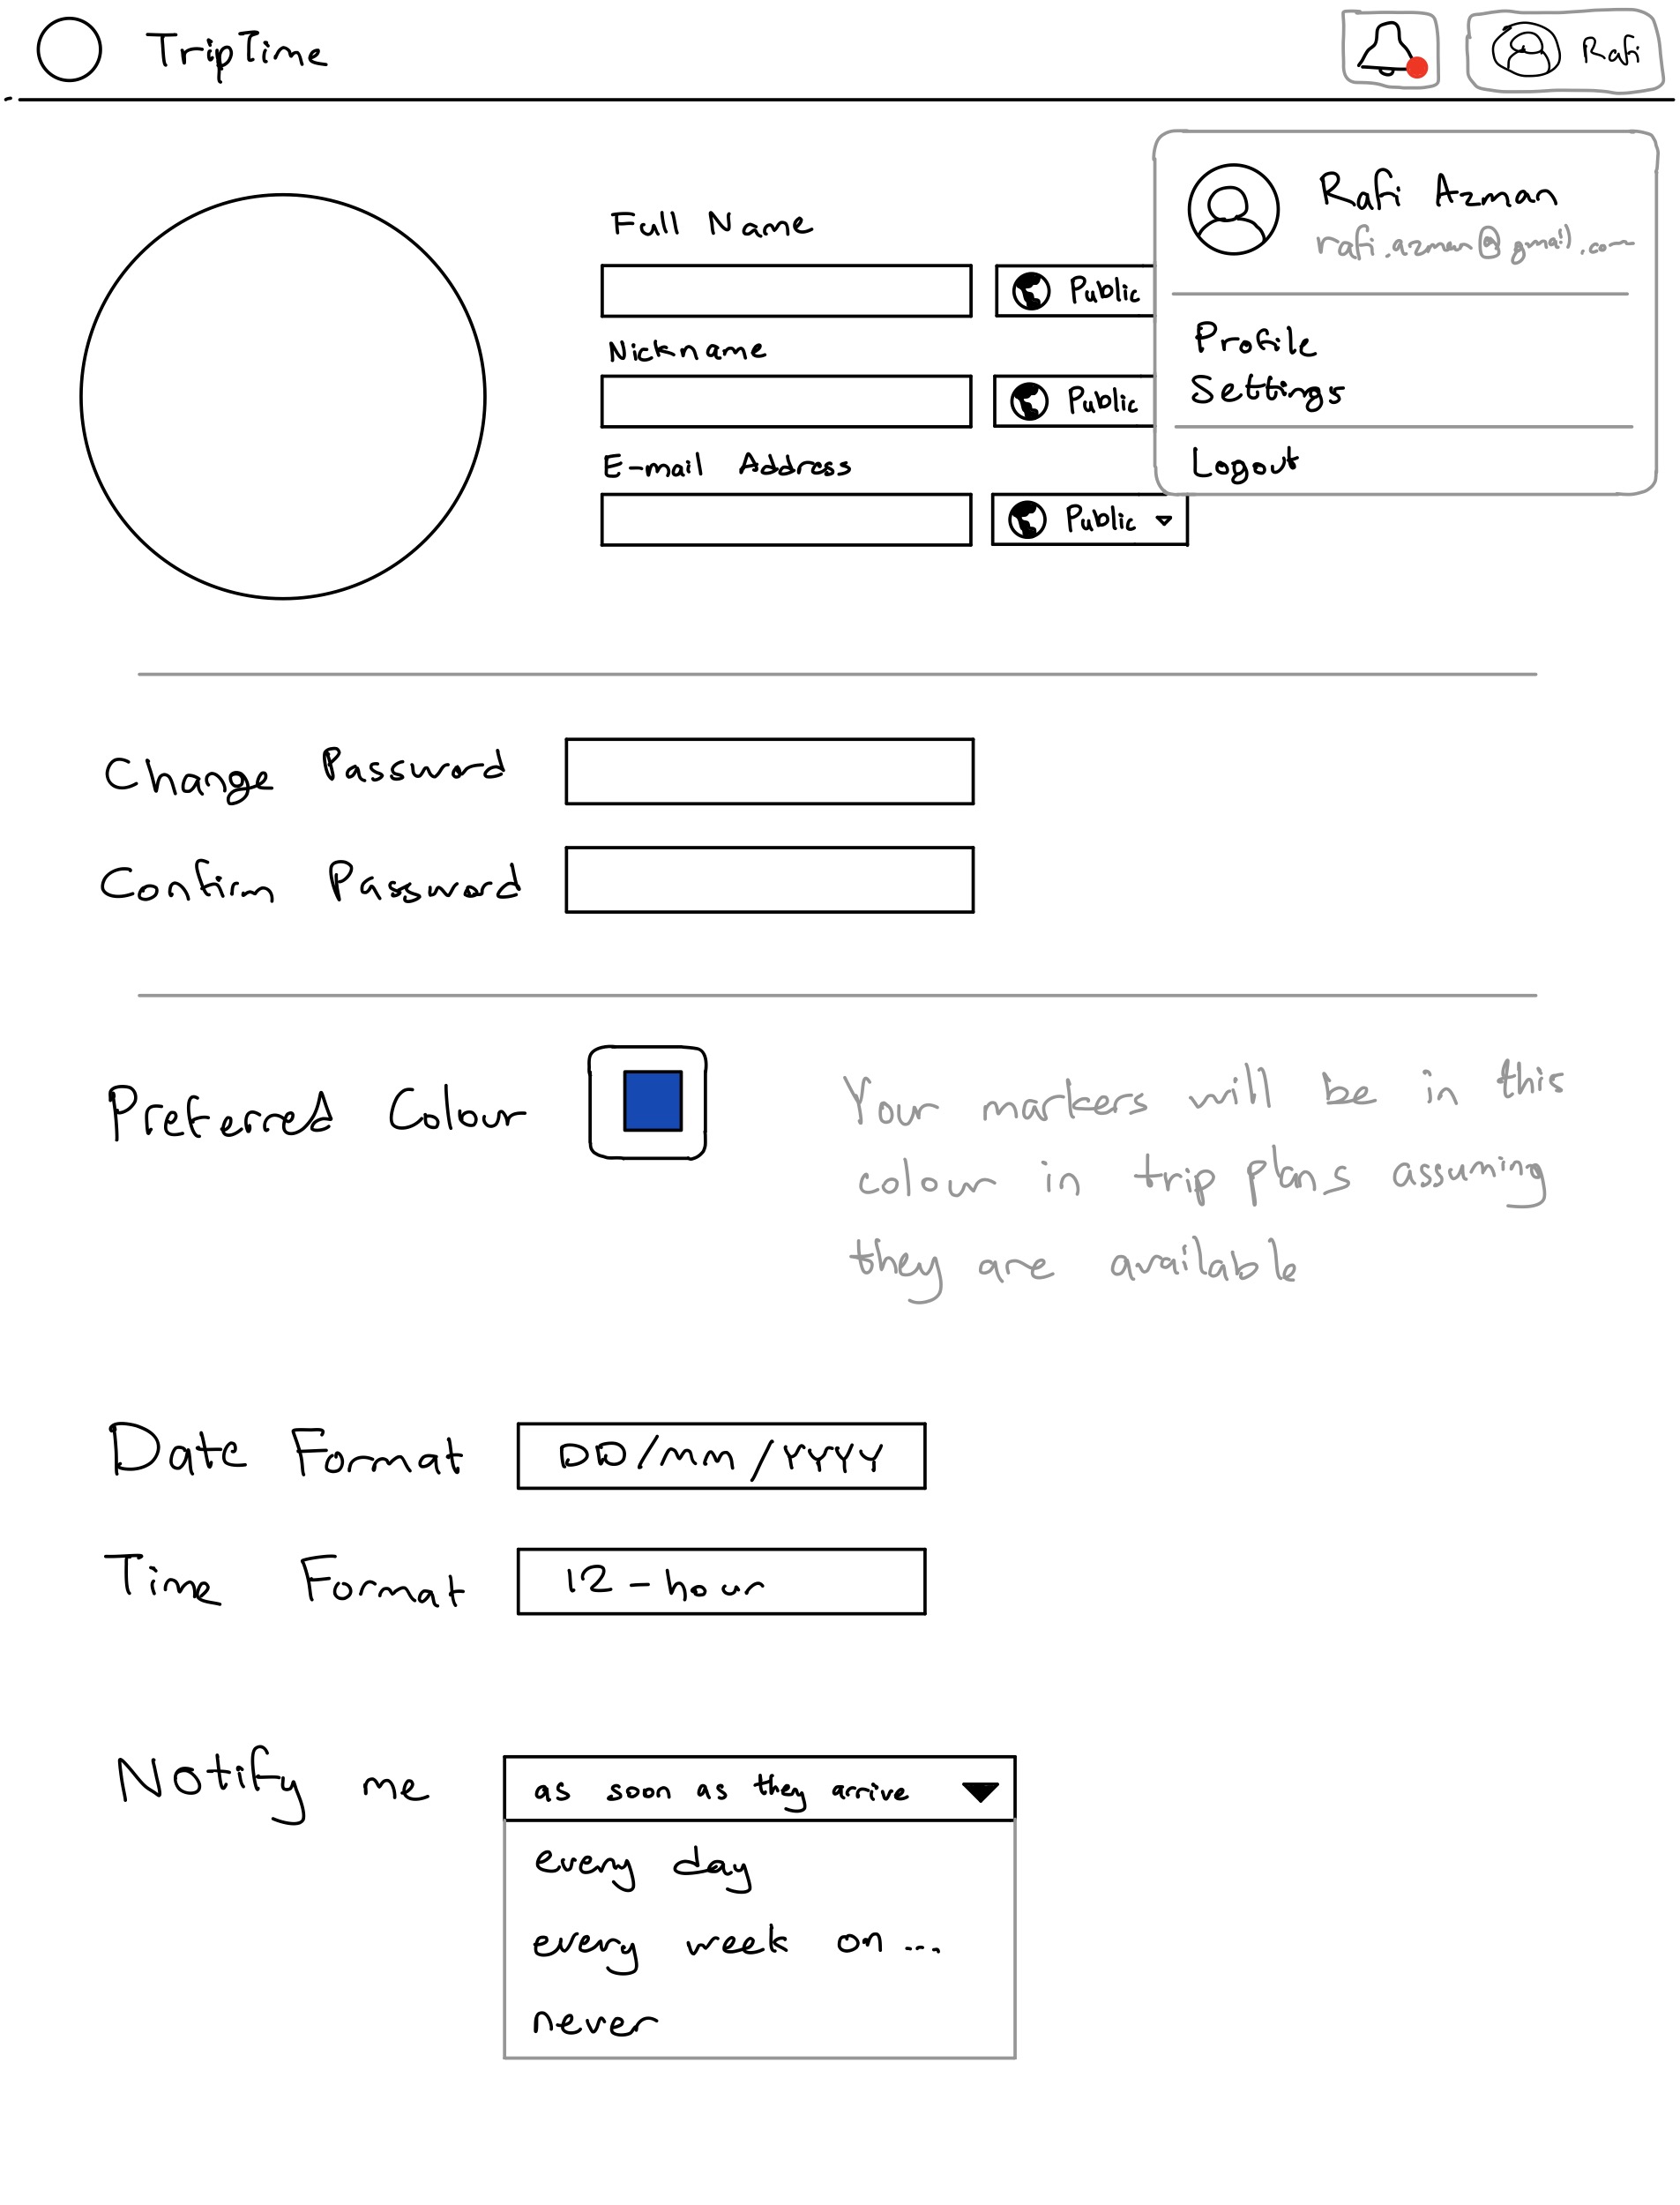 TripTime
Rafi
Rafi Azman
rafi.azman@gmail.com
Profile
Settings
Logout
Full Name
Public
Nickname
Public
E-mail Address
Public
Change Password
Confirm Password
Preferred Colour
Your markers will be in this
colour in trip plans assuming
they are available
Date Format
DD/MM/YYYY
Time Format
12-hour
Notify me
as soon as they arrive
every day
every week on ...
never